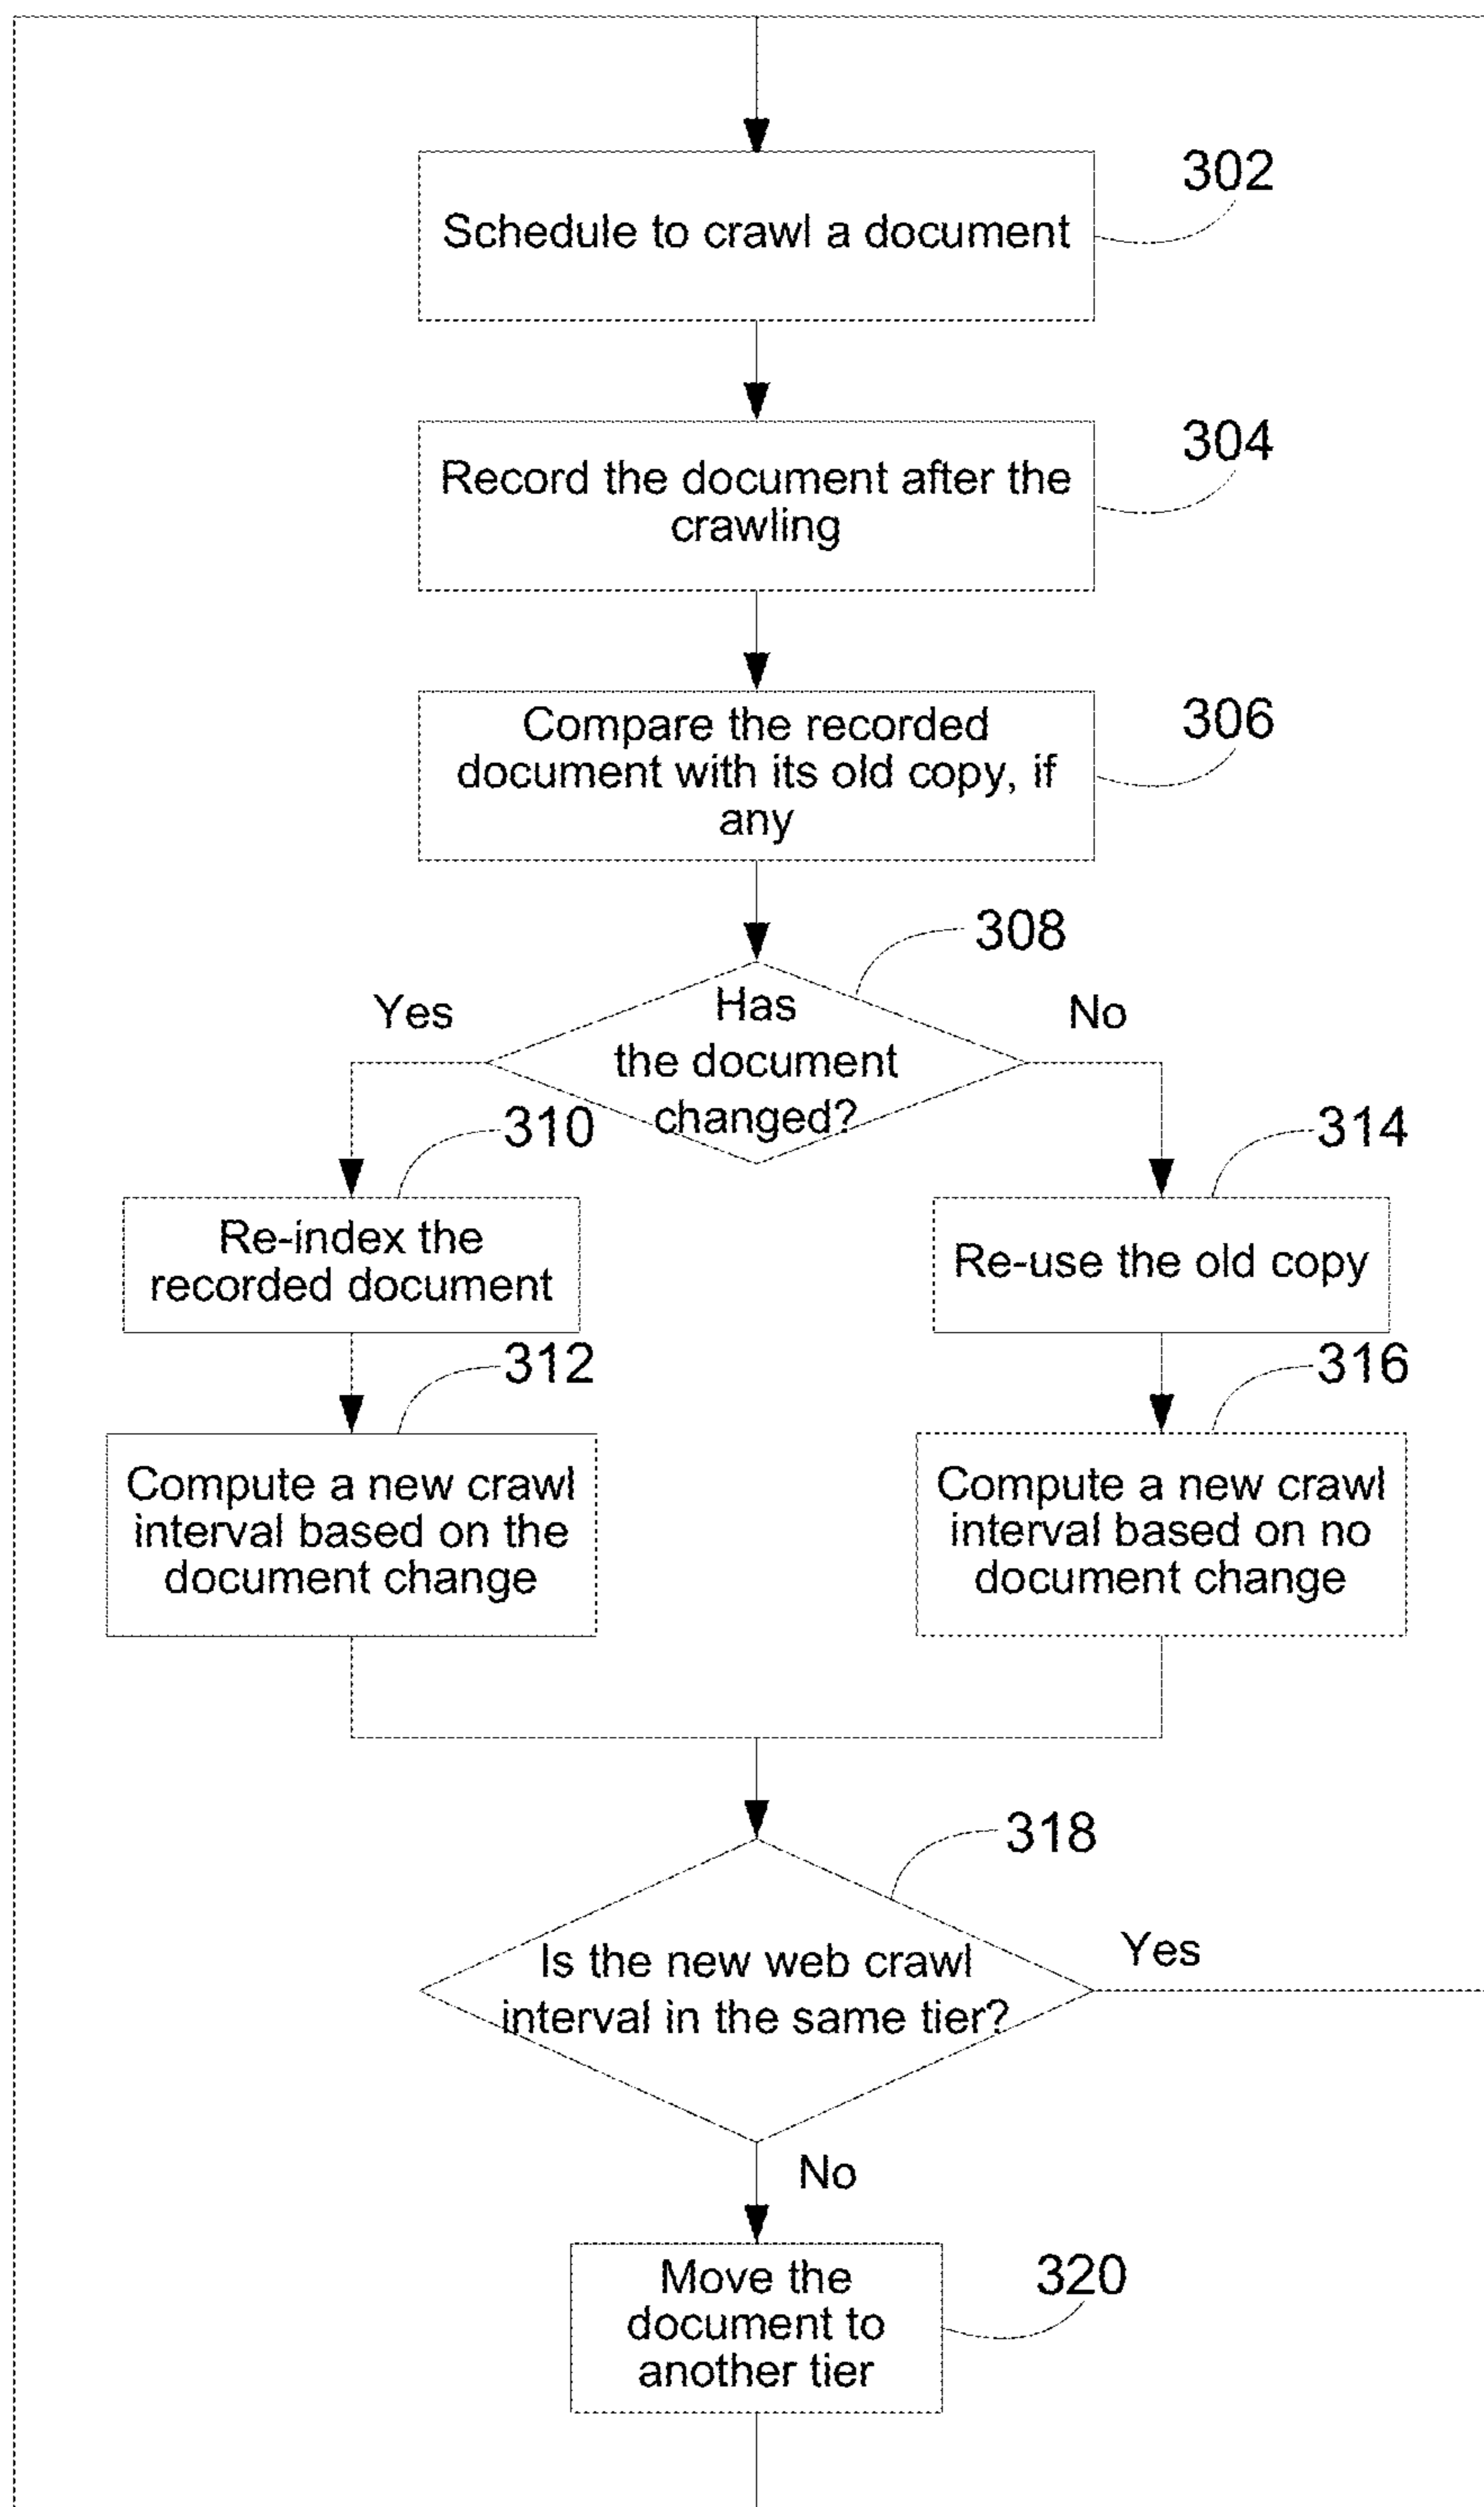 302
Schedule to crawl a document
304
Record the document after the
crawling
306
Compare the recorded
document with its old copy, if
any
308
Yes
Has
No
the document
changed?
310
314
Re-index the
recorded document
Re-use the old copy
312
316
Compute a new crawl
interval based on the
document change
Compute a new crawl
interval based on no
document change
318
Is the new web crawl
interval in the same tier?
Yes
No
Move the
document to
another tier
320